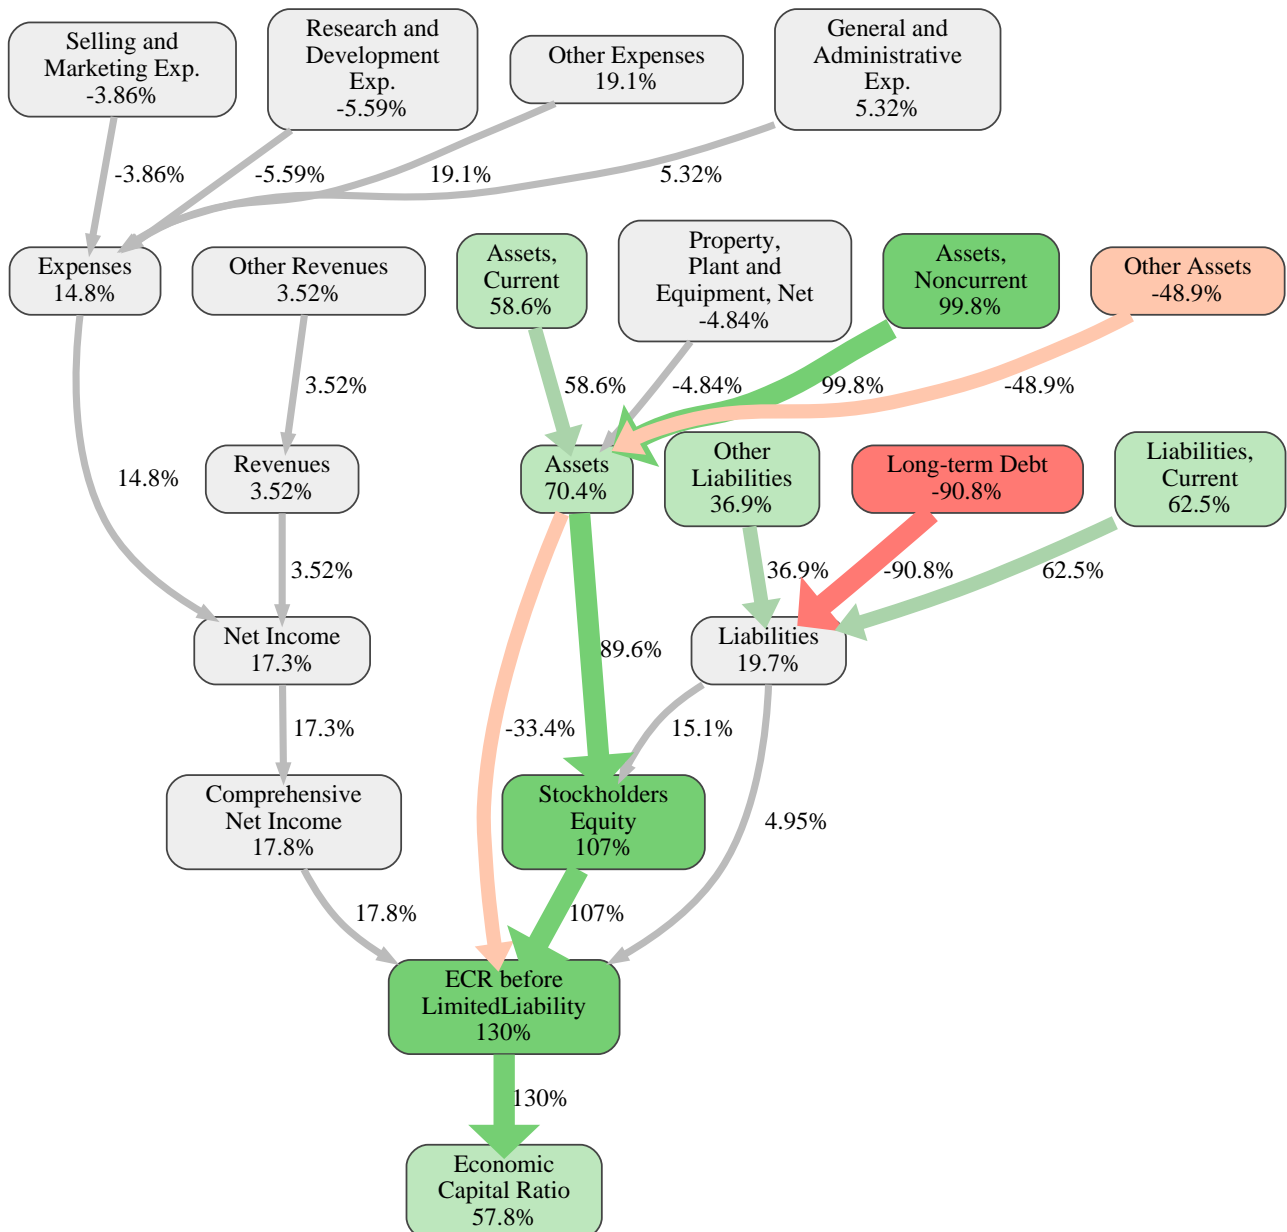 Selling and
Marketing Exp.
-3.86%
Research and
Development
Exp.
-5.59%
Other Expenses
19.1%
General and
Administrative
Exp.
5.32%
-3.86%
-5.59%
19.1%
5.32%
Expenses
14.8%
Other Revenues
3.52%
Assets,
Current
58.6%
Property,
Plant and
Equipment, Net
-4.84%
Assets,
Noncurrent
99.8%
Other Assets
-48.9%
3.52%
58.6%
-4.84%
99.8%
-48.9%
14.8%
Revenues
3.52%
Assets
70.4%
Other
Liabilities
36.9%
Long-term Debt
-90.8%
Liabilities,
Current
62.5%
3.52%
36.9%
-90.8%
62.5%
Net Income
17.3%
89.6%
Liabilities
19.7%
17.3%
-33.4%
15.1%
Comprehensive
Net Income
17.8%
Stockholders
Equity
107%
4.95%
17.8%
107%
ECR before
LimitedLiability
130%
130%
Economic
Capital Ratio
57.8%